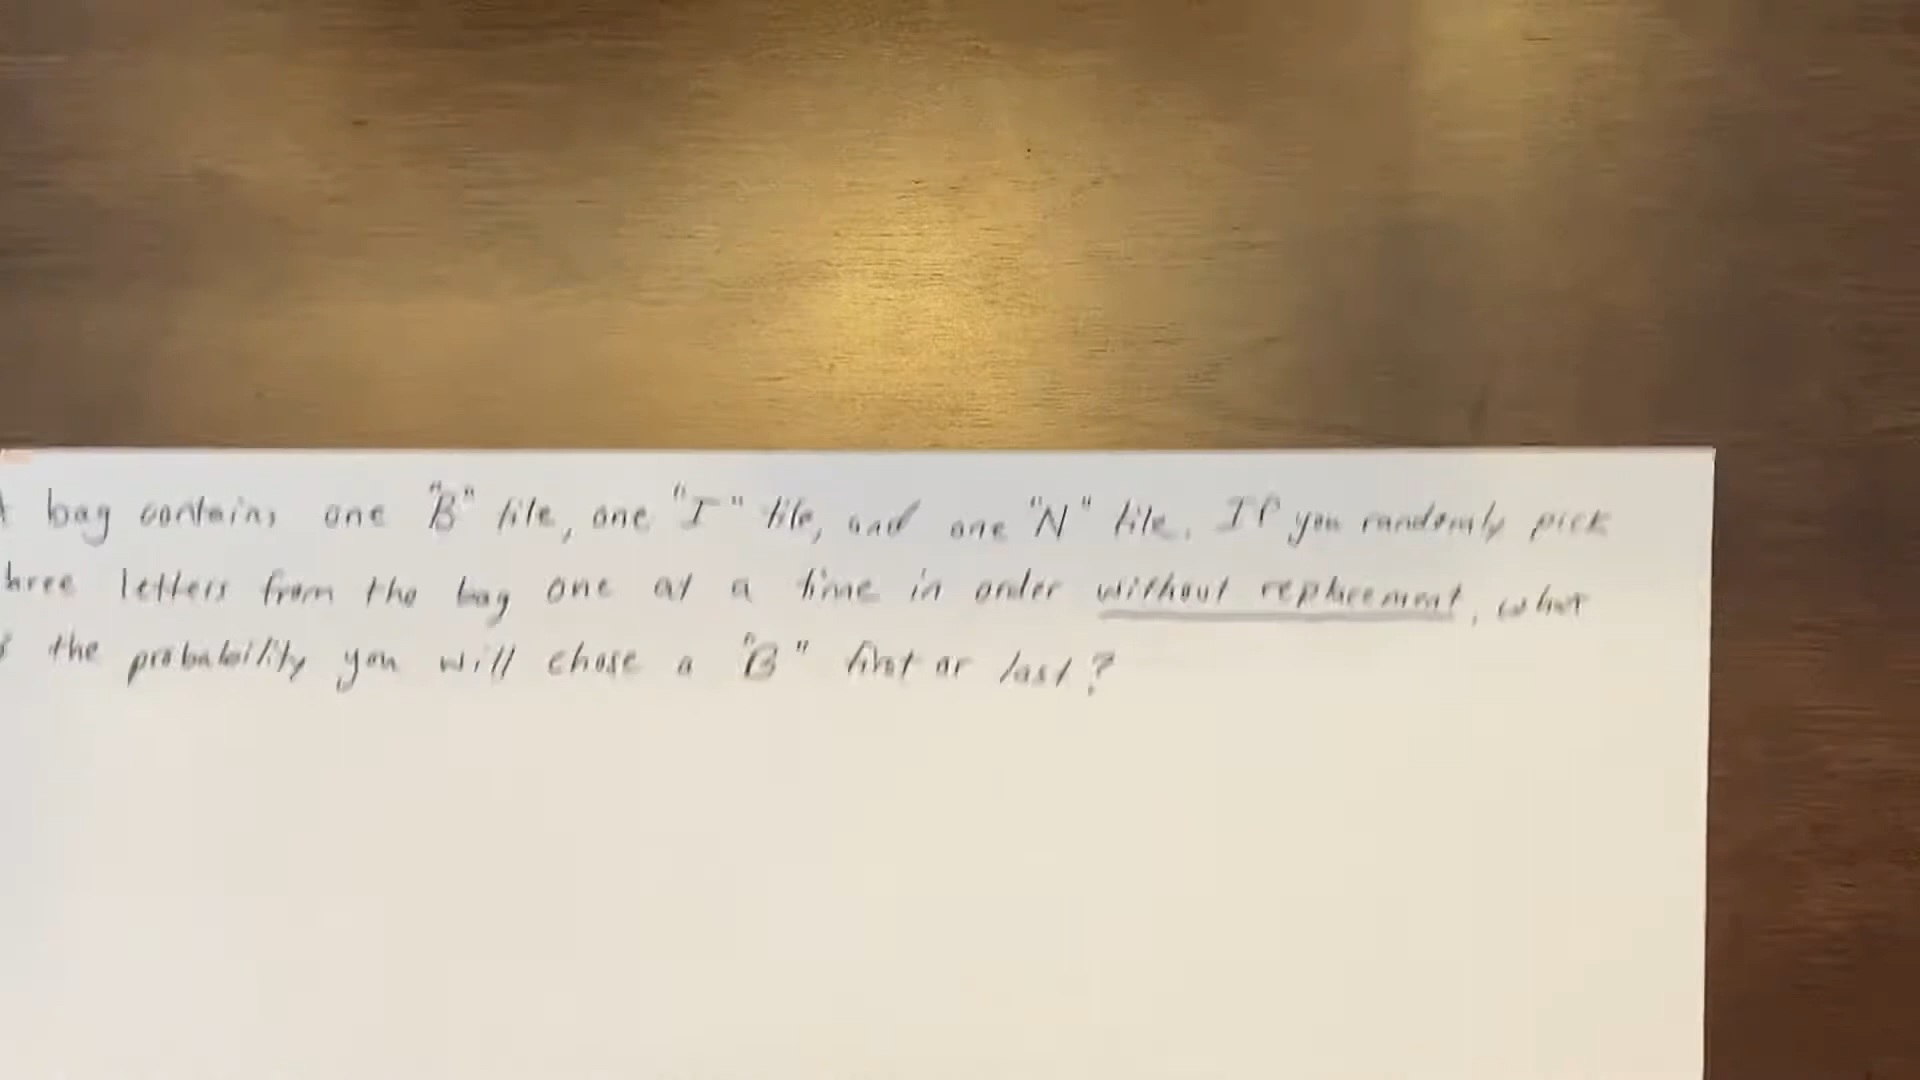 bag contains one "B" tile, one "I" tile, and one "N" tile. If you randomly pick
hree letters from the bag one at a time in order without replacement, what
the probability you will chose a "B" first or last?